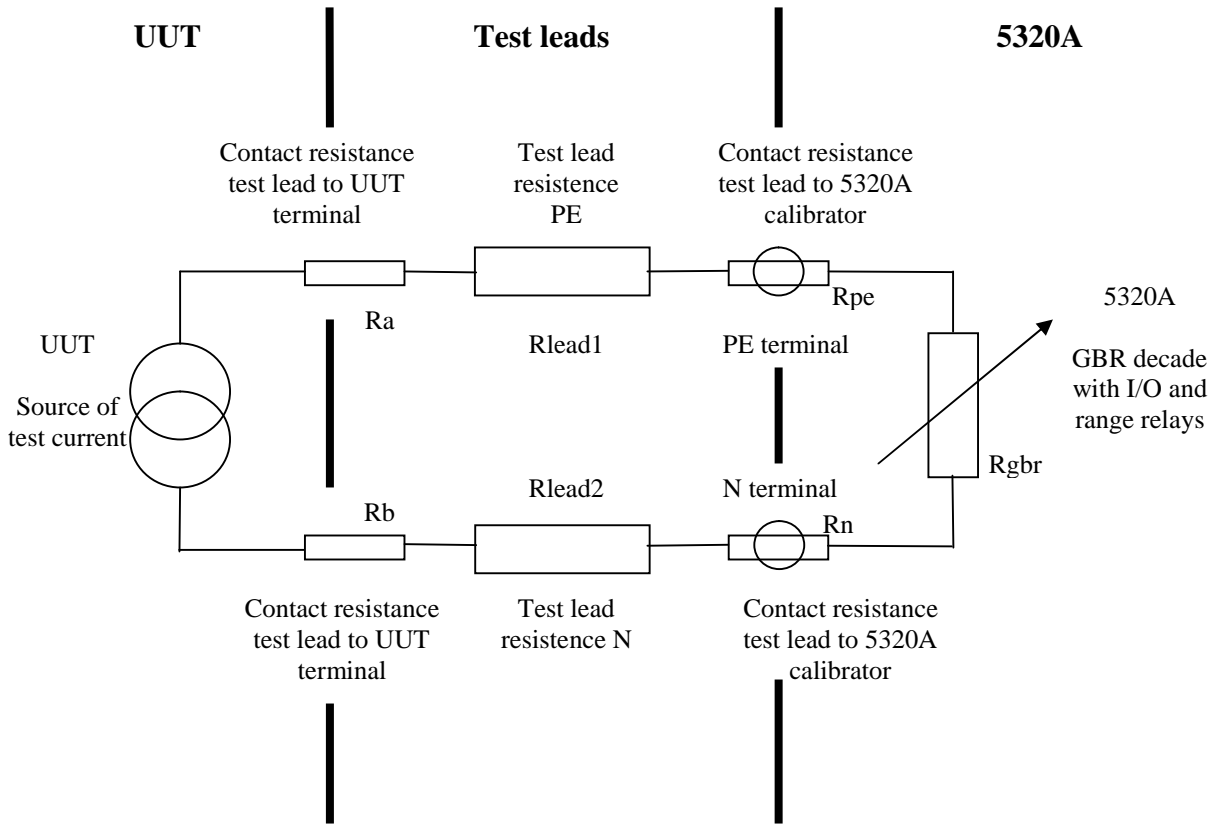 UUT
Test leads
5320A
Contact resistance
test lead to UUT
terminal
Test lead
resistence
PE
Contact resistance
test lead to 5320A
calibrator
Ra
Rpe
5320A
UUT
Rlead1
PE terminal
GBR decade
with I/O and
range relays
Source of
test current
Rgbr
Rlead2
N terminal
Rb
Rn
Contact resistance
test lead to UUT
terminal
Test lead
resistence N
Contact resistance
test lead to 5320A
calibrator